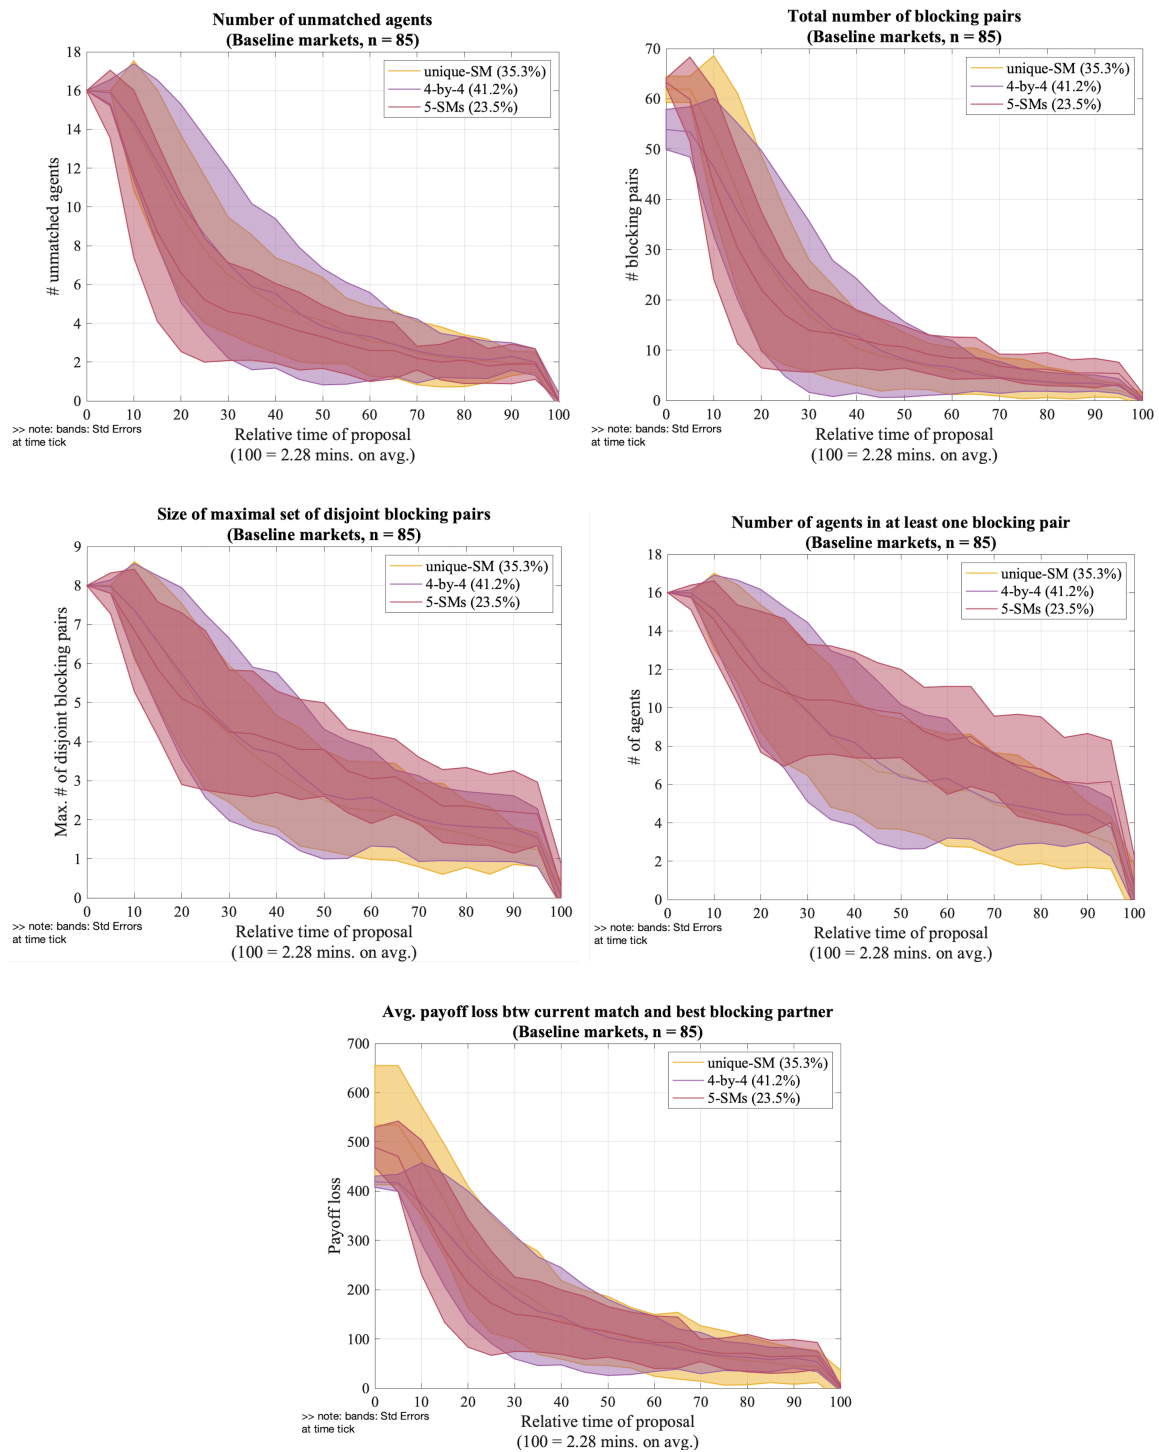 Number of unmatched agents
(Baseline markets, n = 85)
18
16
14
12
10
8
6
4
2
0
# unmatched agents
unique-SM (35.3%)
4-by-4 (41.2%)
5-SMs (23.5%)
0 10 20 30 40 50 60 70 80 90 100
>> note: bands: Std Errors
at time tick
Relative time of proposal
(100 = 2.28 mins. on avg.)
Total number of blocking pairs
(Baseline markets, n = 85)
70
60
50
40
30
20
10
0
# blocking pairs
unique-SM (35.3%)
4-by-4 (41.2%)
5-SMs (23.5%)
0 10 20 30 40 50 60 70 80 90 100
>> note: bands: Std Errors
at time tick
Relative time of proposal
(100 = 2.28 mins. on avg.)
Size of maximal set of disjoint blocking pairs
(Baseline markets, n = 85)
9
8
7
6
5
4
3
2
1
0
Max. # of disjoint blocking pairs
unique-SM (35.3%)
4-by-4 (41.2%)
5-SMs (23.5%)
0 10 20 30 40 50 60 70 80 90 100
>> note: bands: Std Errors
at time tick
Relative time of proposal
(100 = 2.28 mins. on avg.)
Number of agents in at least one blocking pair
(Baseline markets, n = 85)
18
16
14
12
10
8
6
4
2
0
# of agents
unique-SM (35.3%)
4-by-4 (41.2%)
5-SMs (23.5%)
0 10 20 30 40 50 60 70 80 90 100
>> note: bands: Std Errors
at time tick
Relative time of proposal
(100 = 2.28 mins. on avg.)
Avg. payoff loss btw current match and best blocking partner
(Baseline markets, n = 85)
700
600
500
400
300
200
100
0
Payoff loss
unique-SM (35.3%)
4-by-4 (41.2%)
5-SMs (23.5%)
0 10 20 30 40 50 60 70 80 90 100
>> note: bands: Std Errors
at time tick
Relative time of proposal
(100 = 2.28 mins. on avg.)